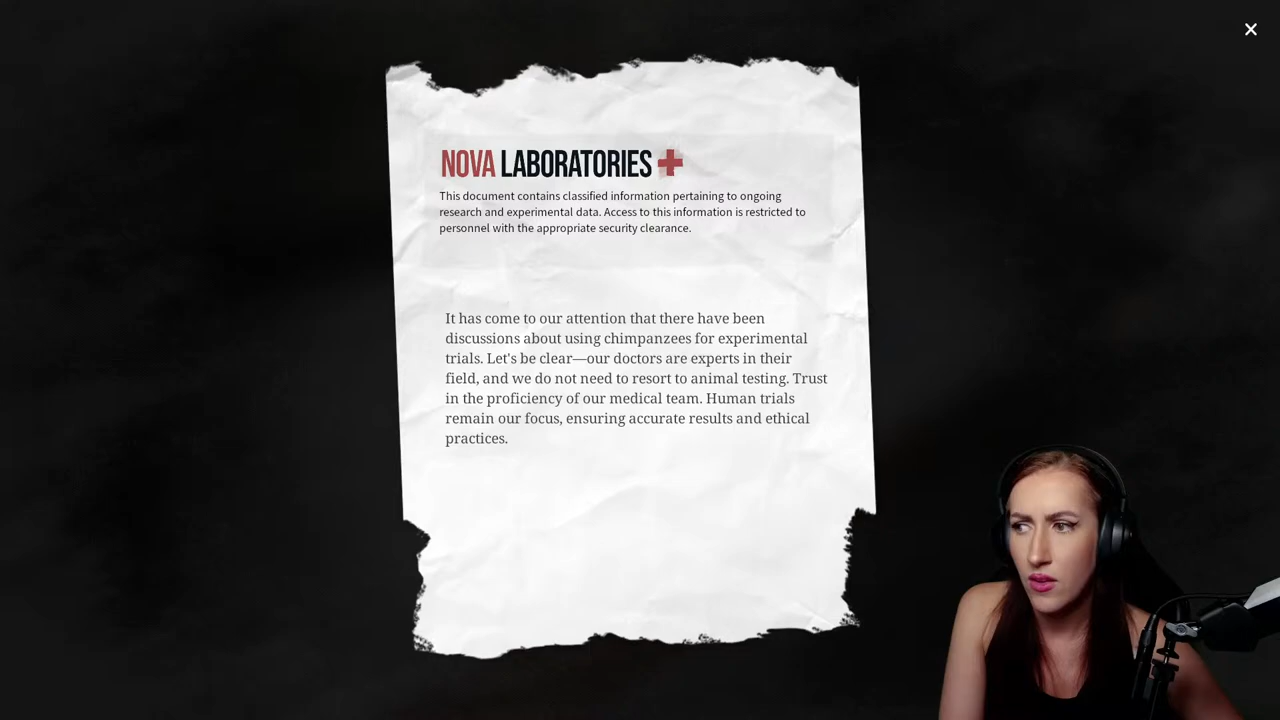 NOVA LABORATORIES
This document contains classified information pertaining to ongoing
research and experimental data. Access to this information is restricted to
personnel with the appropriate security clearance.
It has come to our attention that there have been
discussions about using chimpanzees for experimental
trials. Let's be clear—our doctors are experts in their
field, and we do not need to resort to animal testing. Trust
in the proficiency of our medical team. Human trials
remain our focus, ensuring accurate results and ethical
practices.